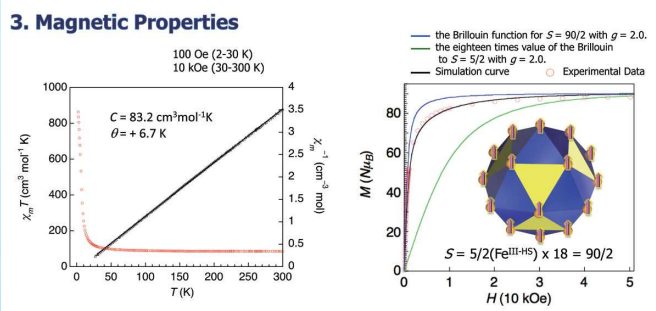 3. Magnetic Properties
100 Oe (2-30 K)
10 kOe (30-300 K)
C = 83.2 cm³mol⁻¹K
θ = + 6.7 K
χₘT (cm³ mol⁻¹ K)
1000
800
600
400
200
0
χₘ⁻¹ (cm⁻³ mol)
4
3.5
3
2.5
2
1.5
1
0.5
0
0 50 100 150 200 250 300
T (K)
the Brillouin function for S = 90/2 with g = 2.0.
the eighteen times value of the Brillouin
to S = 5/2 with g = 2.0.
Simulation curve Experimental Data
M (Nμ_B)
80
60
40
20
0
S = 5/2(Feᴵᴵᴵ⁻ᴴˢ) x 18 = 90/2
0 1 2 3 4 5
H (10 kOe)